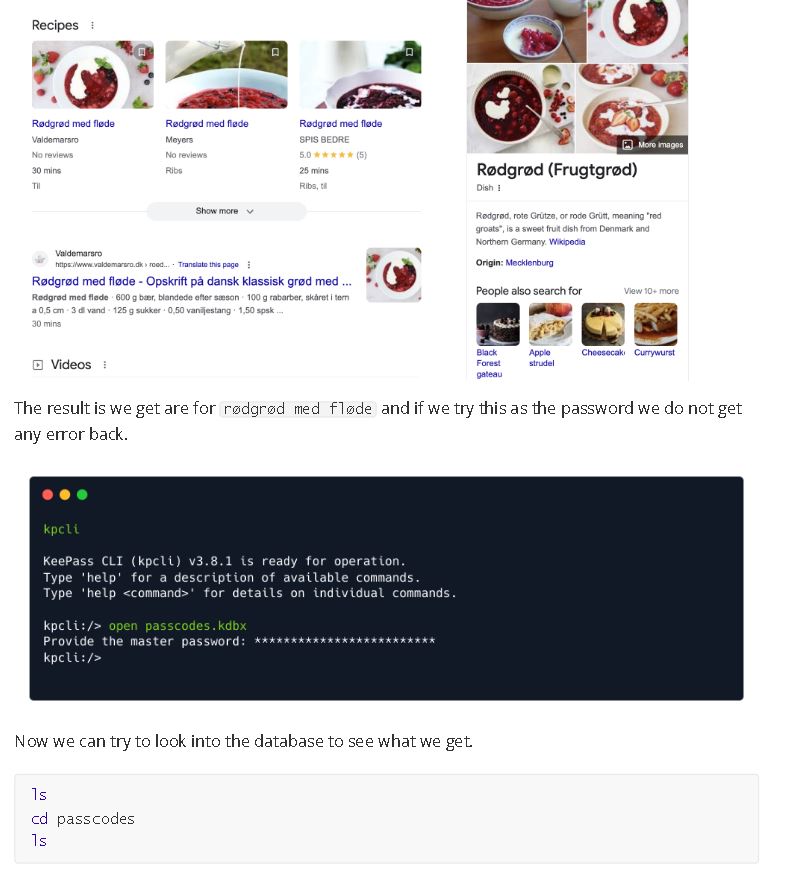 Recipes
Rødgrød med fløde
Valdemarsro
No reviews
30 mins
Til
Rødgrød med fløde
Meyers
No reviews
Ribs
Rødgrød med fløde
SPIS BEDRE
5.0 ★★★★★ (5)
25 mins
Ribs, til
Show more
Valdemarsro
https://www.valdemarsro.dk › roed... · Translate this page
Rødgrød med fløde - Opskrift på dansk klassisk grød med ...
Rødgrød med fløde · 600 g bær, blandede efter sæson · 100 g rabarber, skåret i tern
a 0,5 cm · 3 dl vand · 125 g sukker · 0,50 vaniljestang · 1,50 spsk ...
30 mins
Videos
More images
Rødgrød (Frugtgrød)
Dish
Rødgrød, rote Grütze, or rode Grütt, meaning "red
groats", is a sweet fruit dish from Denmark and
Northern Germany. Wikipedia
Origin: Mecklenburg
People also search for
View 10+ more
Black
Forest
gateau
Apple
strudel
Cheesecak
Currywurst
The result is we get are for rødgrød med fløde and if we try this as the password we do not get
any error back.
kpcli
KeePass CLI (kpcli) v3.8.1 is ready for operation.
Type 'help' for a description of available commands.
Type 'help <command>' for details on individual commands.
kpcli:/> open passcodes.kdbx
Provide the master password: *************************
kpcli:/>
Now we can try to look into the database to see what we get.
ls
cd passcodes
ls